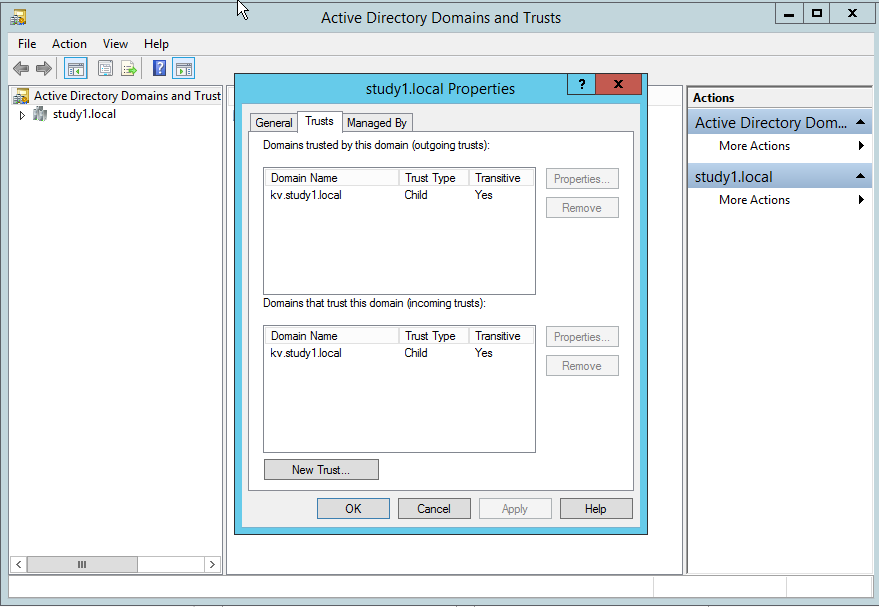 Active Directory Domains and Trusts
File Action View Help
Active Directory Domains and Trust
study1.local
study1.local Properties
?
x
General Trusts Managed By
Domains trusted by this domain (outgoing trusts):
Domain Name Trust Type Transitive
kv.study1.local Child Yes
Properties...
Remove
Domains that trust this domain (incoming trusts):
Domain Name Trust Type Transitive
kv.study1.local Child Yes
Properties...
Remove
New Trust...
OK Cancel Apply Help
Actions
Active Directory Dom...
More Actions
study1.local
More Actions